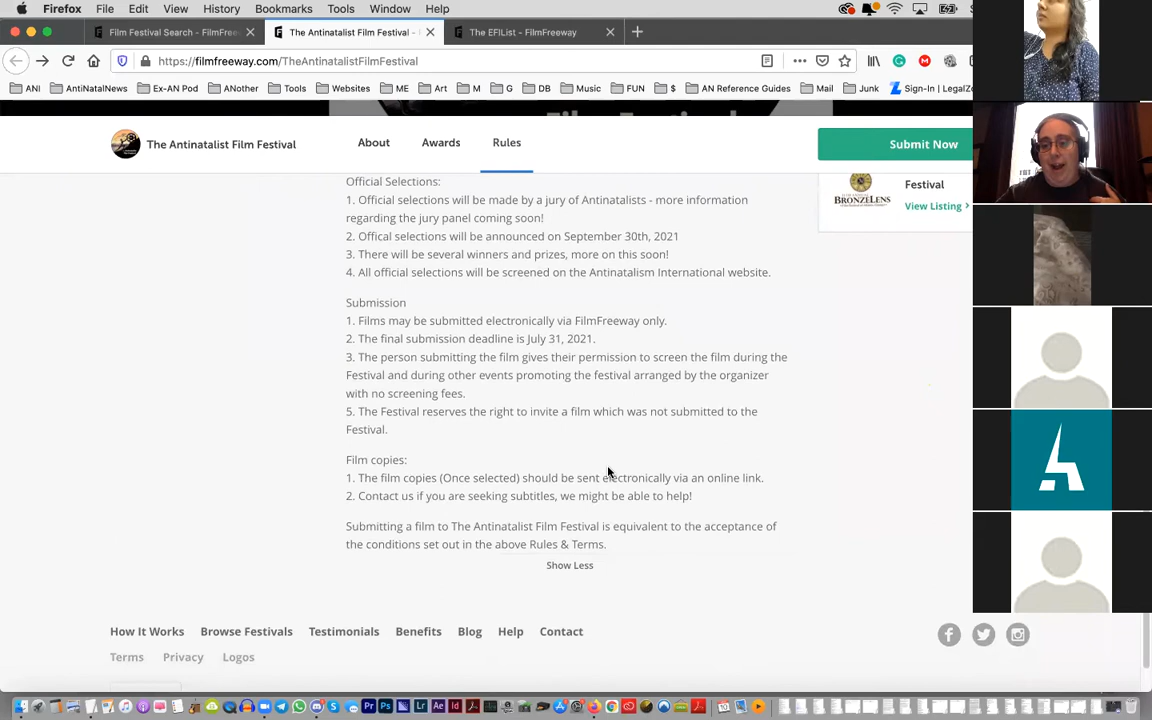 Firefox File Edit View History Bookmarks Tools Window Help
Film Festival Search - FilmFree
The Antinatalist Film Festival -
The EFIList - FilmFreeway
https://filmfreeway.com/TheAntinatalistFilmFestival
ANI AntiNatalNews Ex-AN Pod ANother Tools Websites ME Art M G DB Music FUN $ AN Reference Guides Mail Junk Sign-In | LegalZo
The Antinatalist Film Festival
About Awards Rules
Submit Now
BRONZELENS
Festival
View Listing
Official Selections:
1. Official selections will be made by a jury of Antinatalists - more information
regarding the jury panel coming soon!
2. Offical selections will be announced on September 30th, 2021
3. There will be several winners and prizes, more on this soon!
4. All official selections will be screened on the Antinatalism International website.
Submission
1. Films may be submitted electronically via FilmFreeway only.
2. The final submission deadline is July 31, 2021.
3. The person submitting the film gives their permission to screen the film during the
Festival and during other events promoting the festival arranged by the organizer
with no screening fees.
5. The Festival reserves the right to invite a film which was not submitted to the
Festival.
Film copies:
1. The film copies (Once selected) should be sent electronically via an online link.
2. Contact us if you are seeking subtitles, we might be able to help!
Submitting a film to The Antinatalist Film Festival is equivalent to the acceptance of
the conditions set out in the above Rules & Terms.
Show Less
How It Works Browse Festivals Testimonials Benefits Blog Help Contact
Terms Privacy Logos